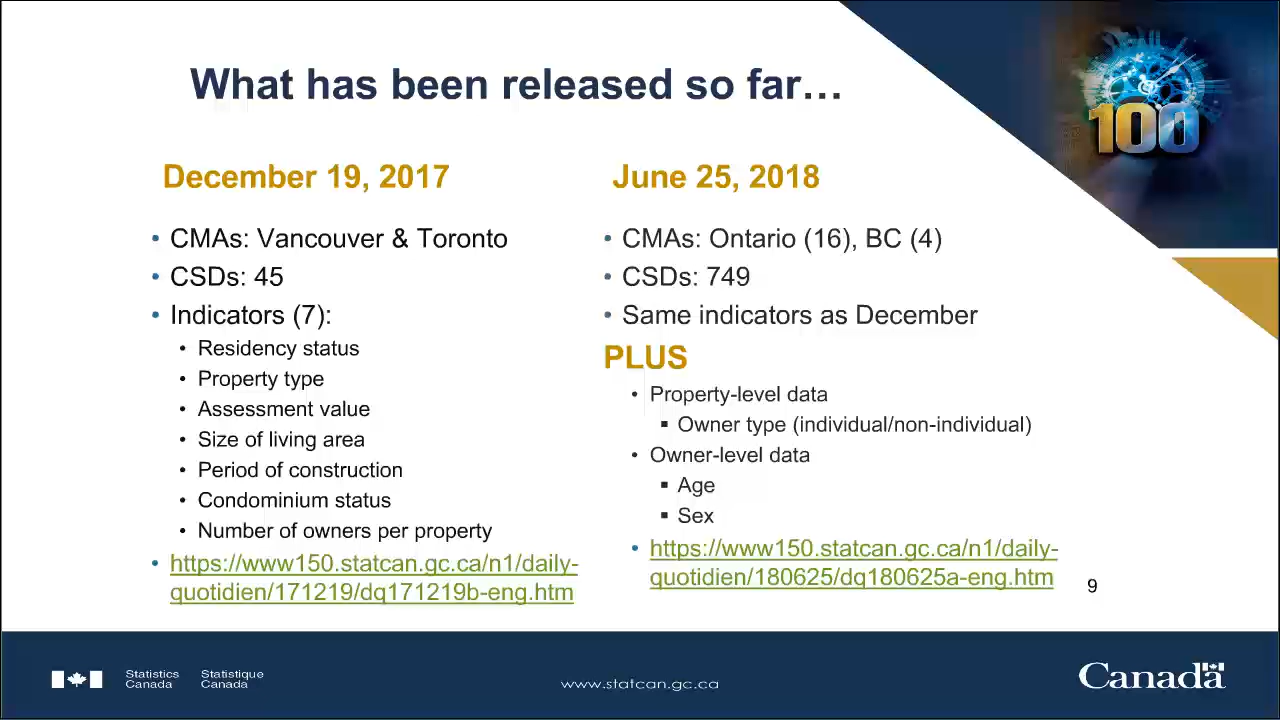 What has been released so far…
100
December 19, 2017
• CMAs: Vancouver & Toronto
• CSDs: 45
• Indicators (7):
• Residency status
• Property type
• Assessment value
• Size of living area
• Period of construction
• Condominium status
• Number of owners per property
• https://www150.statcan.gc.ca/n1/daily-
quotidien/171219/dq171219b-eng.htm
June 25, 2018
• CMAs: Ontario (16), BC (4)
• CSDs: 749
• Same indicators as December
PLUS
• Property-level data
▪ Owner type (individual/non-individual)
• Owner-level data
▪ Age
▪ Sex
• https://www150.statcan.gc.ca/n1/daily-
quotidien/180625/dq180625a-eng.htm
9
Statistics Canada
Statistique Canada
www.statcan.gc.ca
Canada